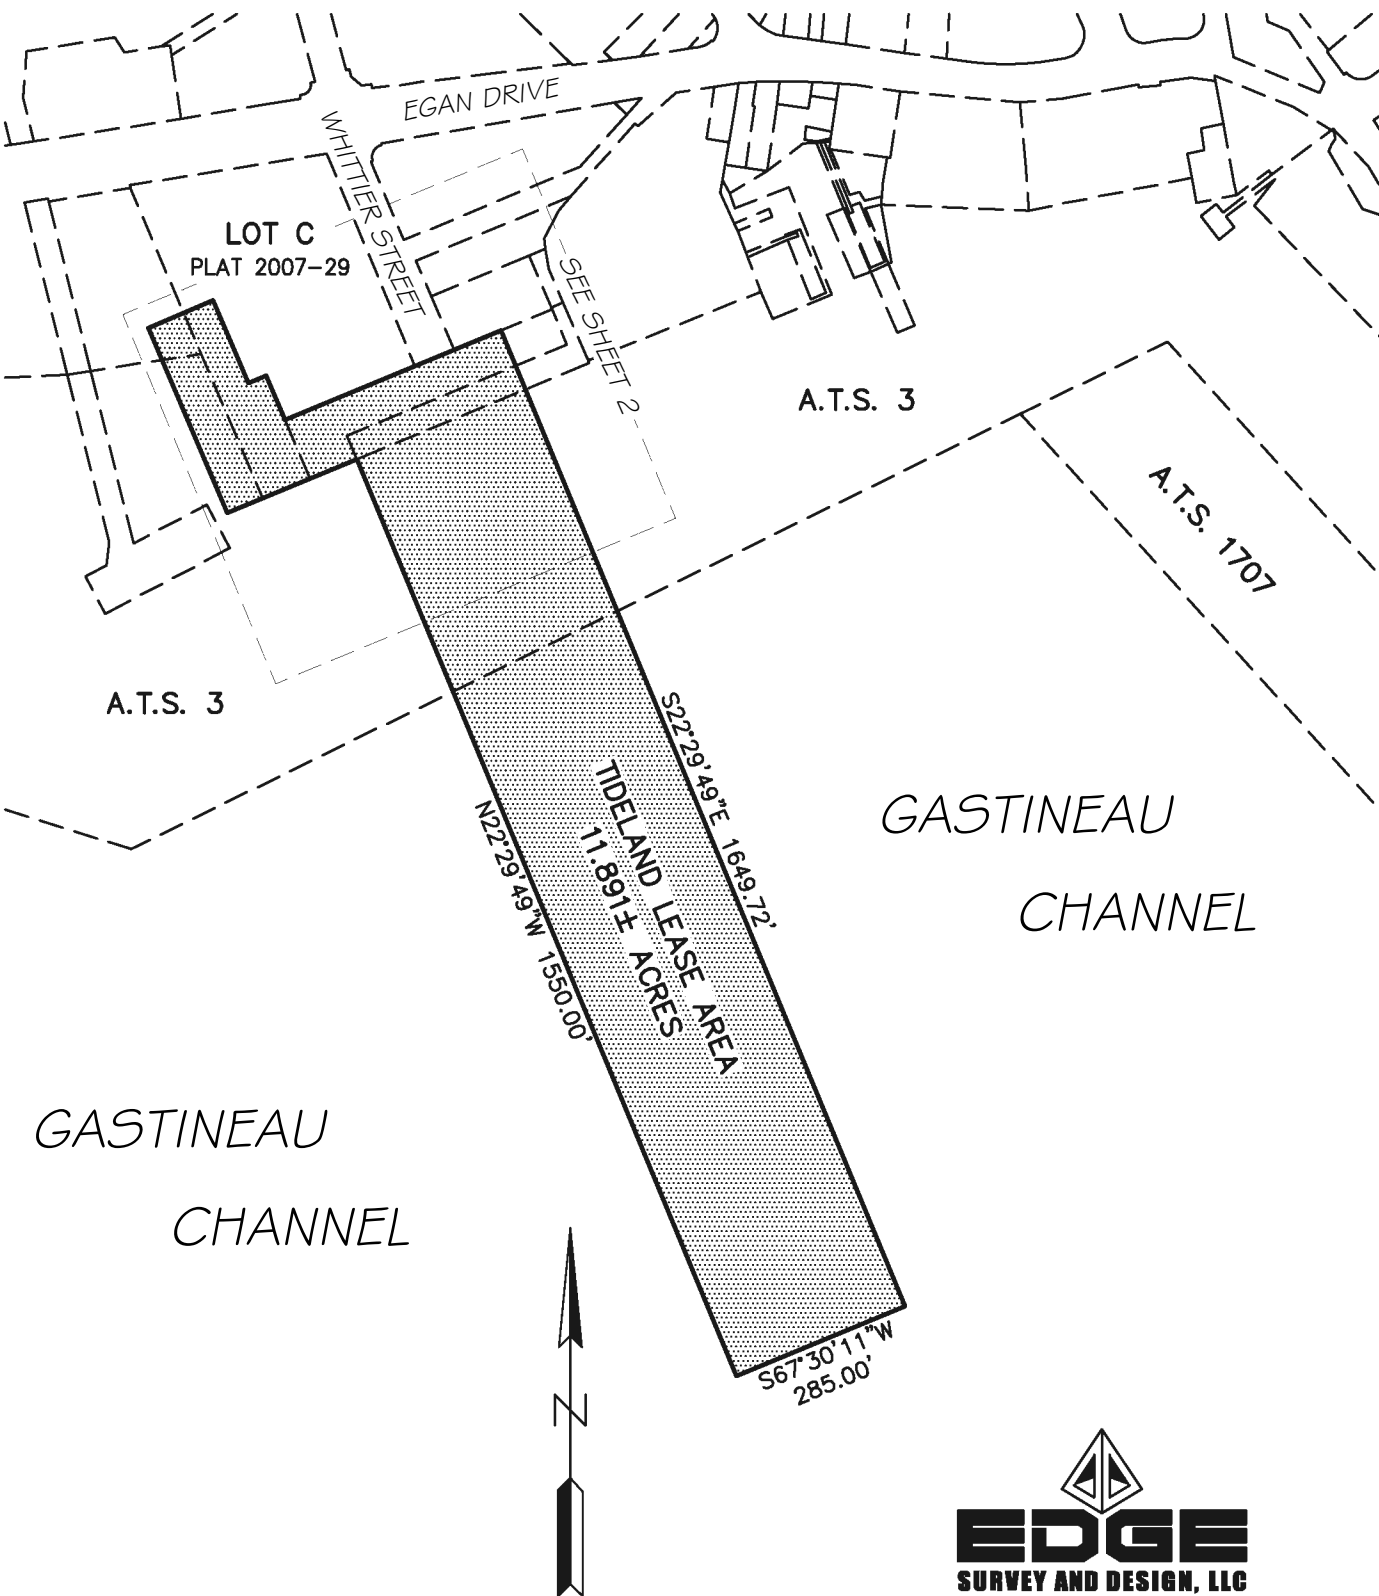 EGAN DRIVE
WHITTIER STREET
LOT C
PLAT 2007-29
SEE SHEET 2
A.T.S. 3
A.T.S. 1707
A.T.S. 3
S22°29'49"E 1649.72'
TIDELAND LEASE AREA
11.891± ACRES
N22°29'49"W 1550.00'
GASTINEAU
CHANNEL
GASTINEAU
CHANNEL
S67°30'11"W
285.00'
N
EDGE
SURVEY AND DESIGN, LLC